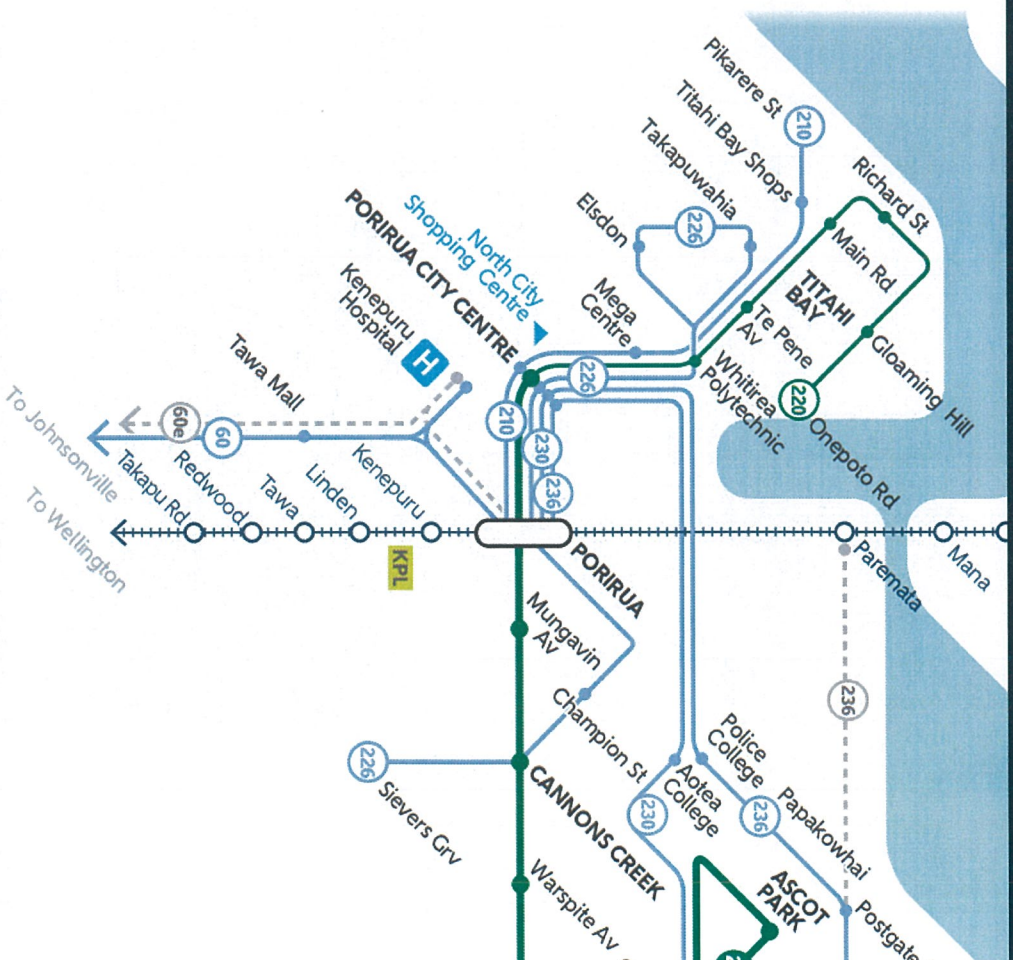 Pikarere St
210
Titahi Bay Shops
Takapuwahia
226
Elsdon
Richard St
Main Rd
TITAHI
BAY
Te Pene
Av
Gloaming Hill
220
Onepoto Rd
Whitireia
Polytechnic
Mega
Centre
North City
Shopping Centre
PORIRUA CITY CENTRE
Kenepuru
Hospital
H
226
210
230
236
Tawa Mall
60e
60
To Johnsonville
To Wellington
Takapu Rd
Redwood
Tawa
Linden
Kenepuru
KPL
PORIRUA
Paremata
Mana
236
Mungavin
Av
Champion St
226
Sievers Grv
CANNONS CREEK
Warspite Av
Police
College
Aotea
College
230
236
Papakowhai
ASCOT
PARK
Postgate